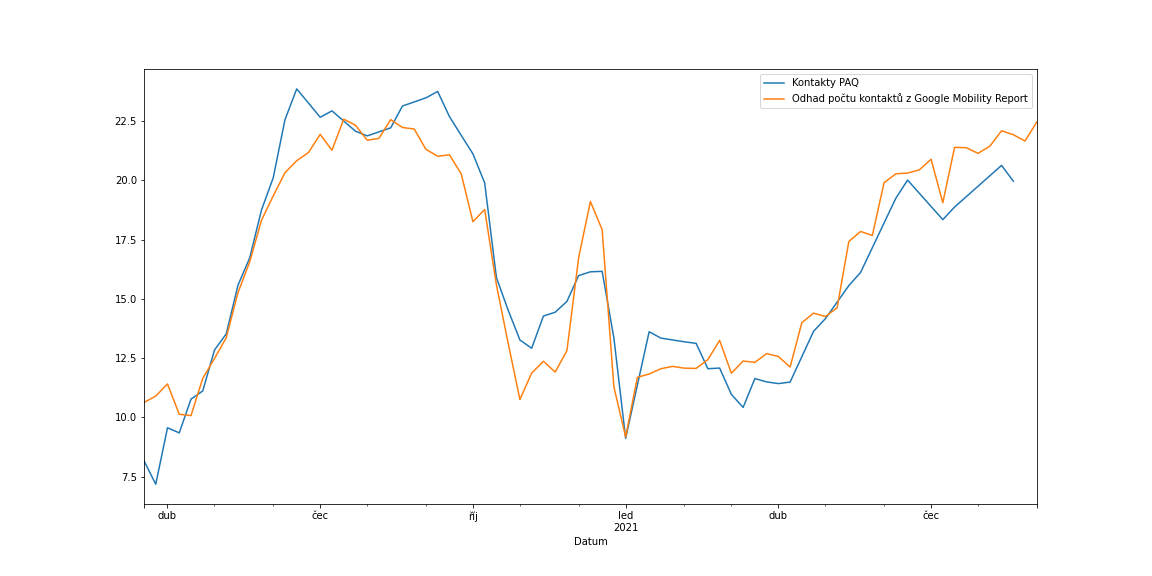 Kontakty PAQ
Odhad počtu kontaktů z Google Mobility Report
22.5
20.0
17.5
15.0
12.5
10.0
7.5
dub
čec
říj
led
2021
dub
čec
Datum